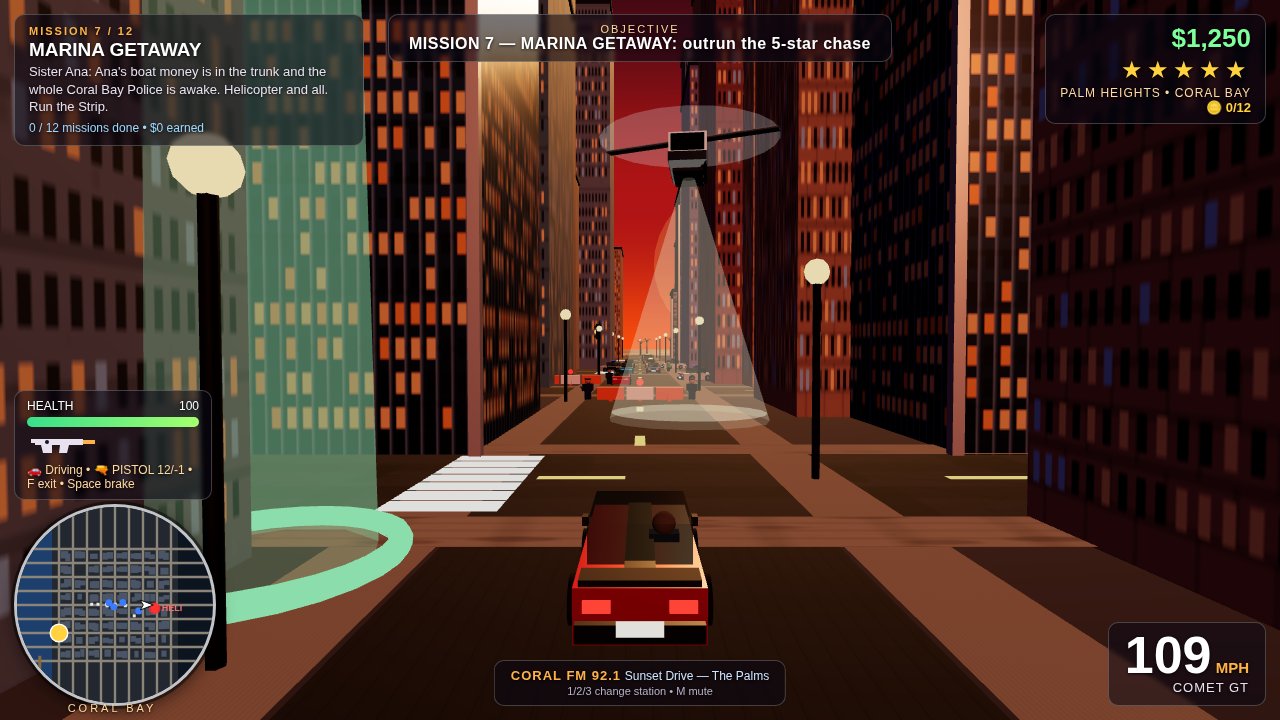 MISSION 7 / 12
MARINA GETAWAY
Sister Ana: Ana's boat money is in the trunk and the
whole Coral Bay Police is awake. Helicopter and all.
Run the Strip.
0 / 12 missions done • $0 earned
OBJECTIVE
MISSION 7 — MARINA GETAWAY: outrun the 5-star chase
$1,250
★ ★ ★ ★ ★
PALM HEIGHTS • CORAL BAY
🪙 0/12
HEALTH 100
🚗 Driving • 🔫 PISTOL 12/-1 •
F exit • Space brake
HELI
CORAL BAY
CORAL FM 92.1 Sunset Drive — The Palms
1/2/3 change station • M mute
109 MPH
COMET GT